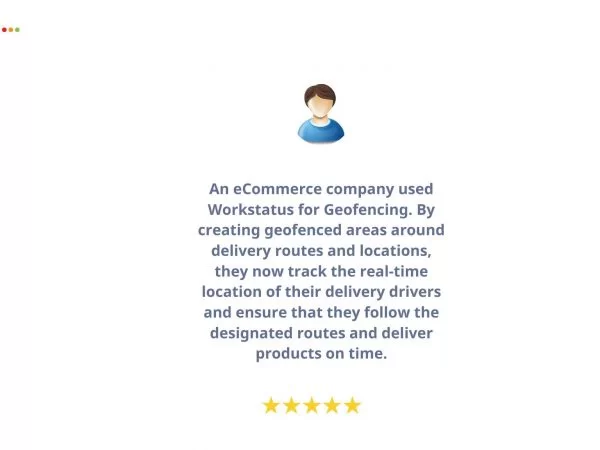 An eCommerce company used
Workstatus for Geofencing. By
creating geofenced areas around
delivery routes and locations,
they now track the real-time
location of their delivery drivers
and ensure that they follow the
designated routes and deliver
products on time.